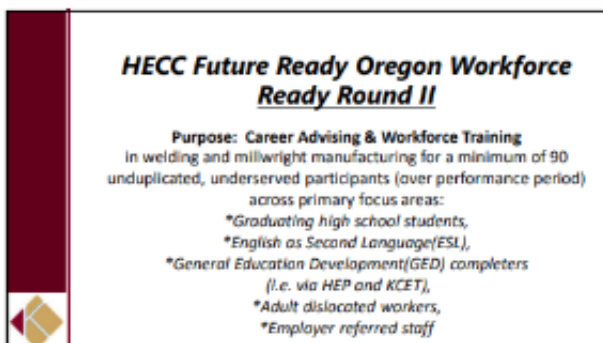 HECC Future Ready Oregon Workforce
Ready Round II
Purpose: Career Advising & Workforce Training
in welding and millwright manufacturing for a minimum of 90
unduplicated, underserved participants (over performance period)
across primary focus areas:
*Graduating high school students,
*English as Second Language(ESL),
*General Education Development(GED) completers
(i.e. via HEP and KCET),
*Adult dislocated workers,
*Employer referred staff